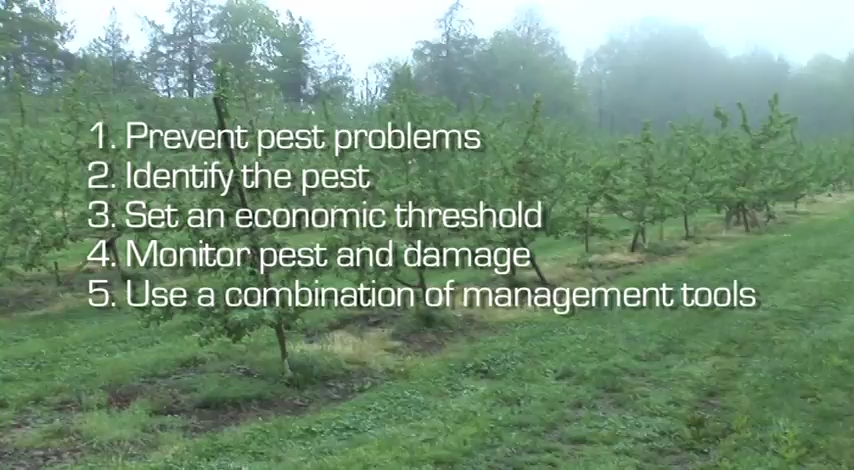 1. Prevent pest problems
2. Identify the pest
3. Set an economic threshold
4. Monitor pest and damage
5. Use a combination of management tools